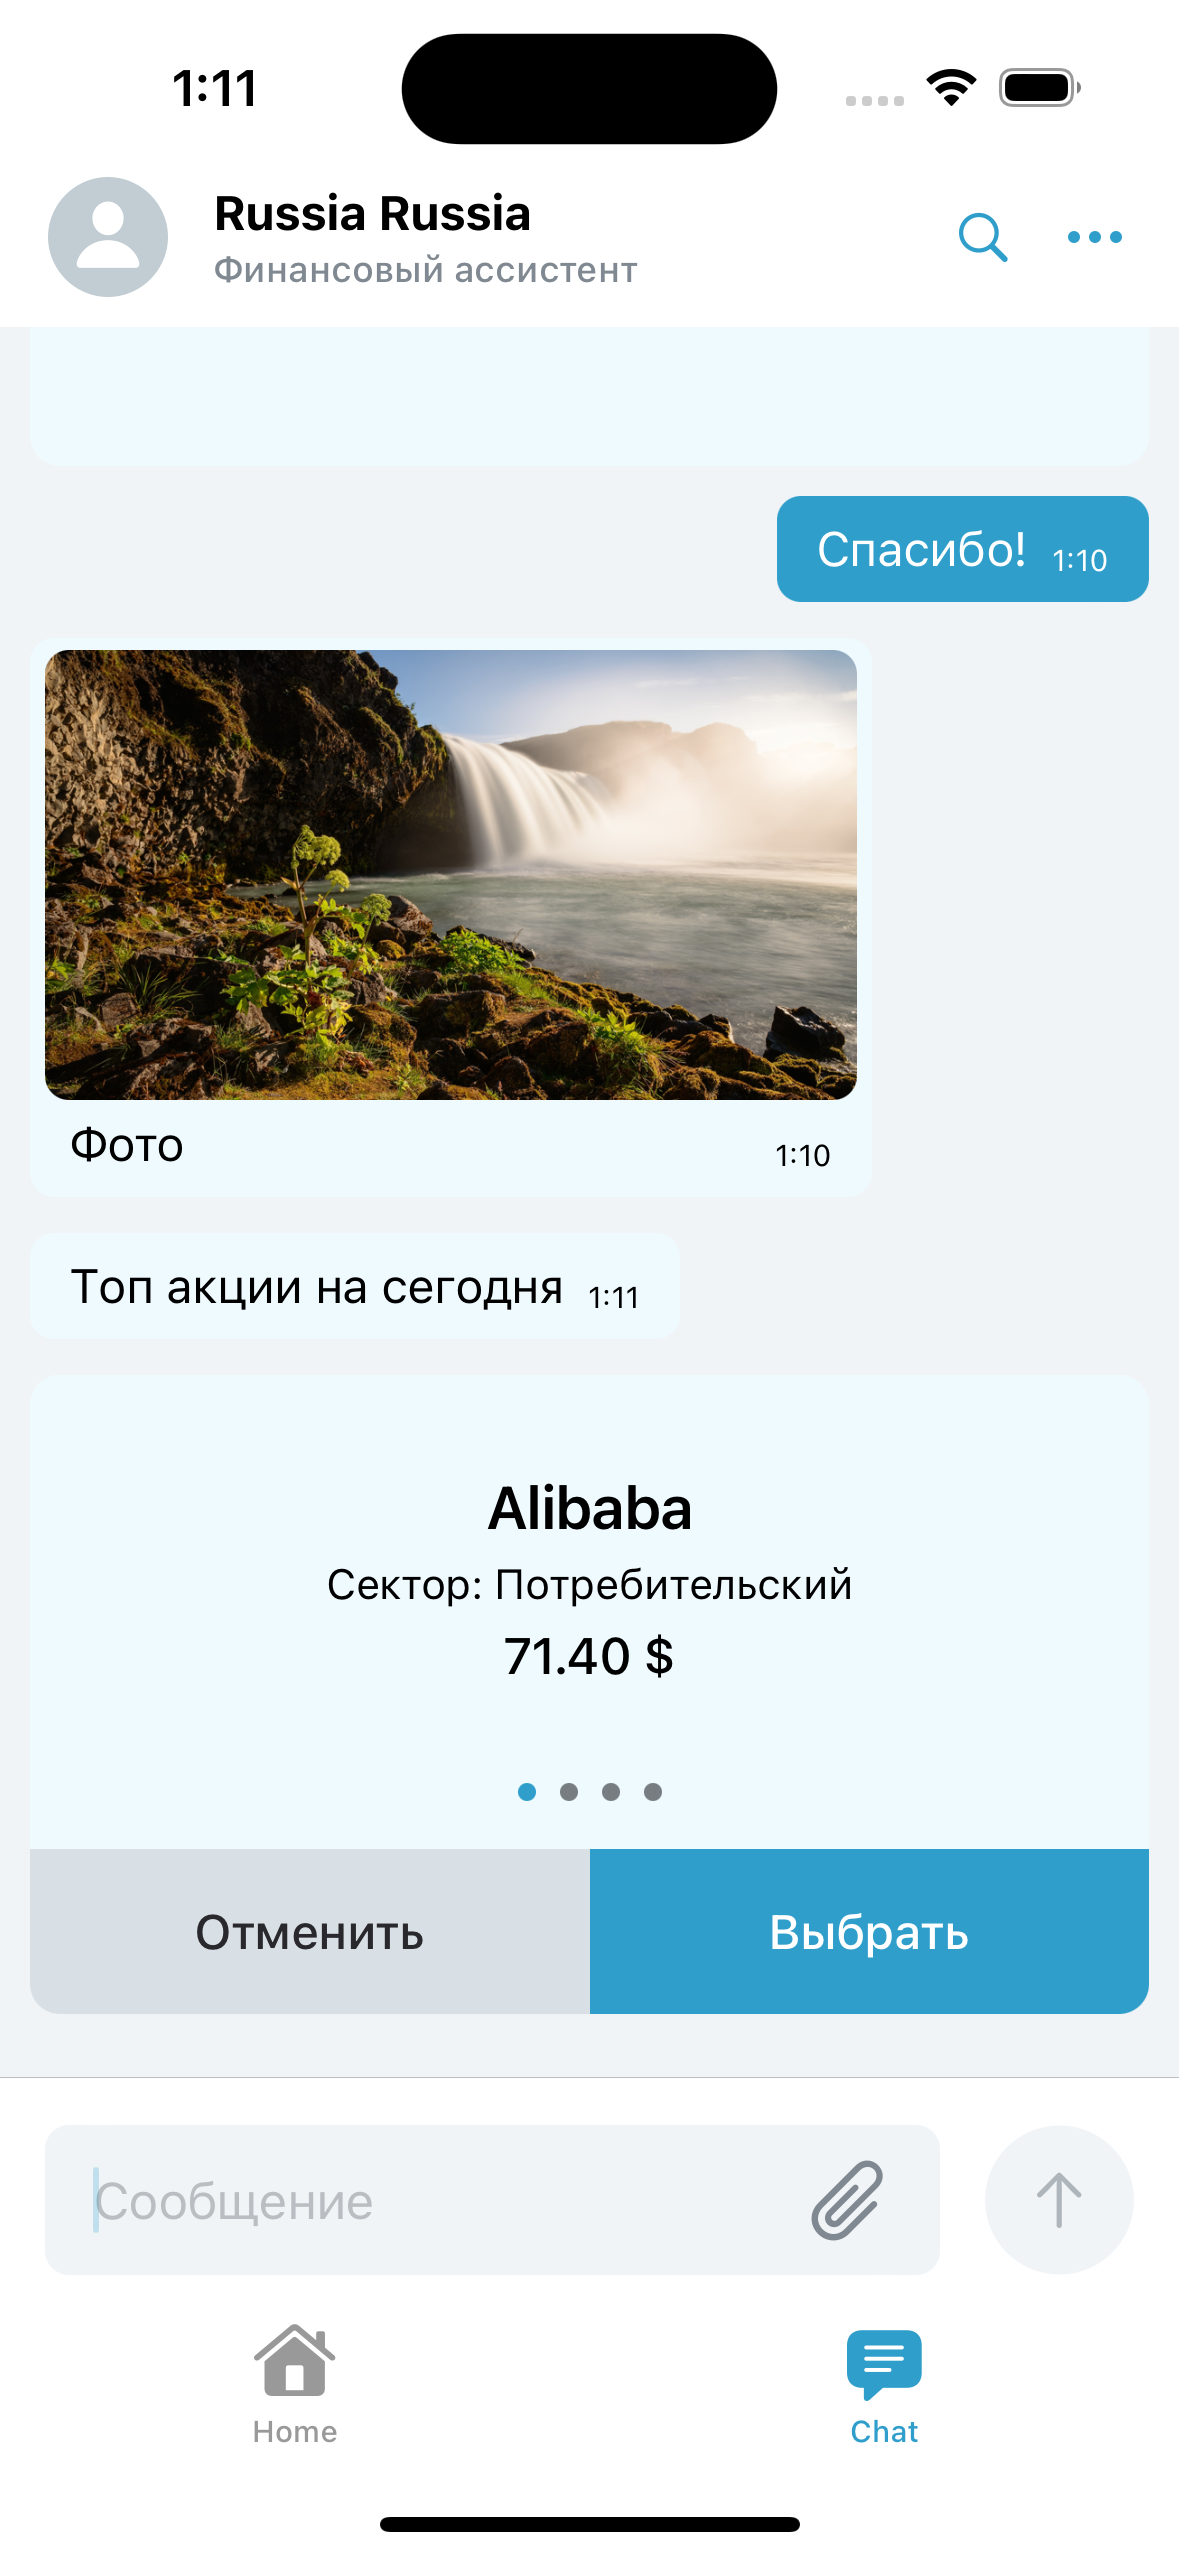 1:11
Russia Russia
Финансовый ассистент
Спасибо! 1:10
Фото 1:10
Топ акции на сегодня 1:11
Alibaba
Сектор: Потребительский
71.40 $
Отменить Выбрать
Сообщение
Home Chat